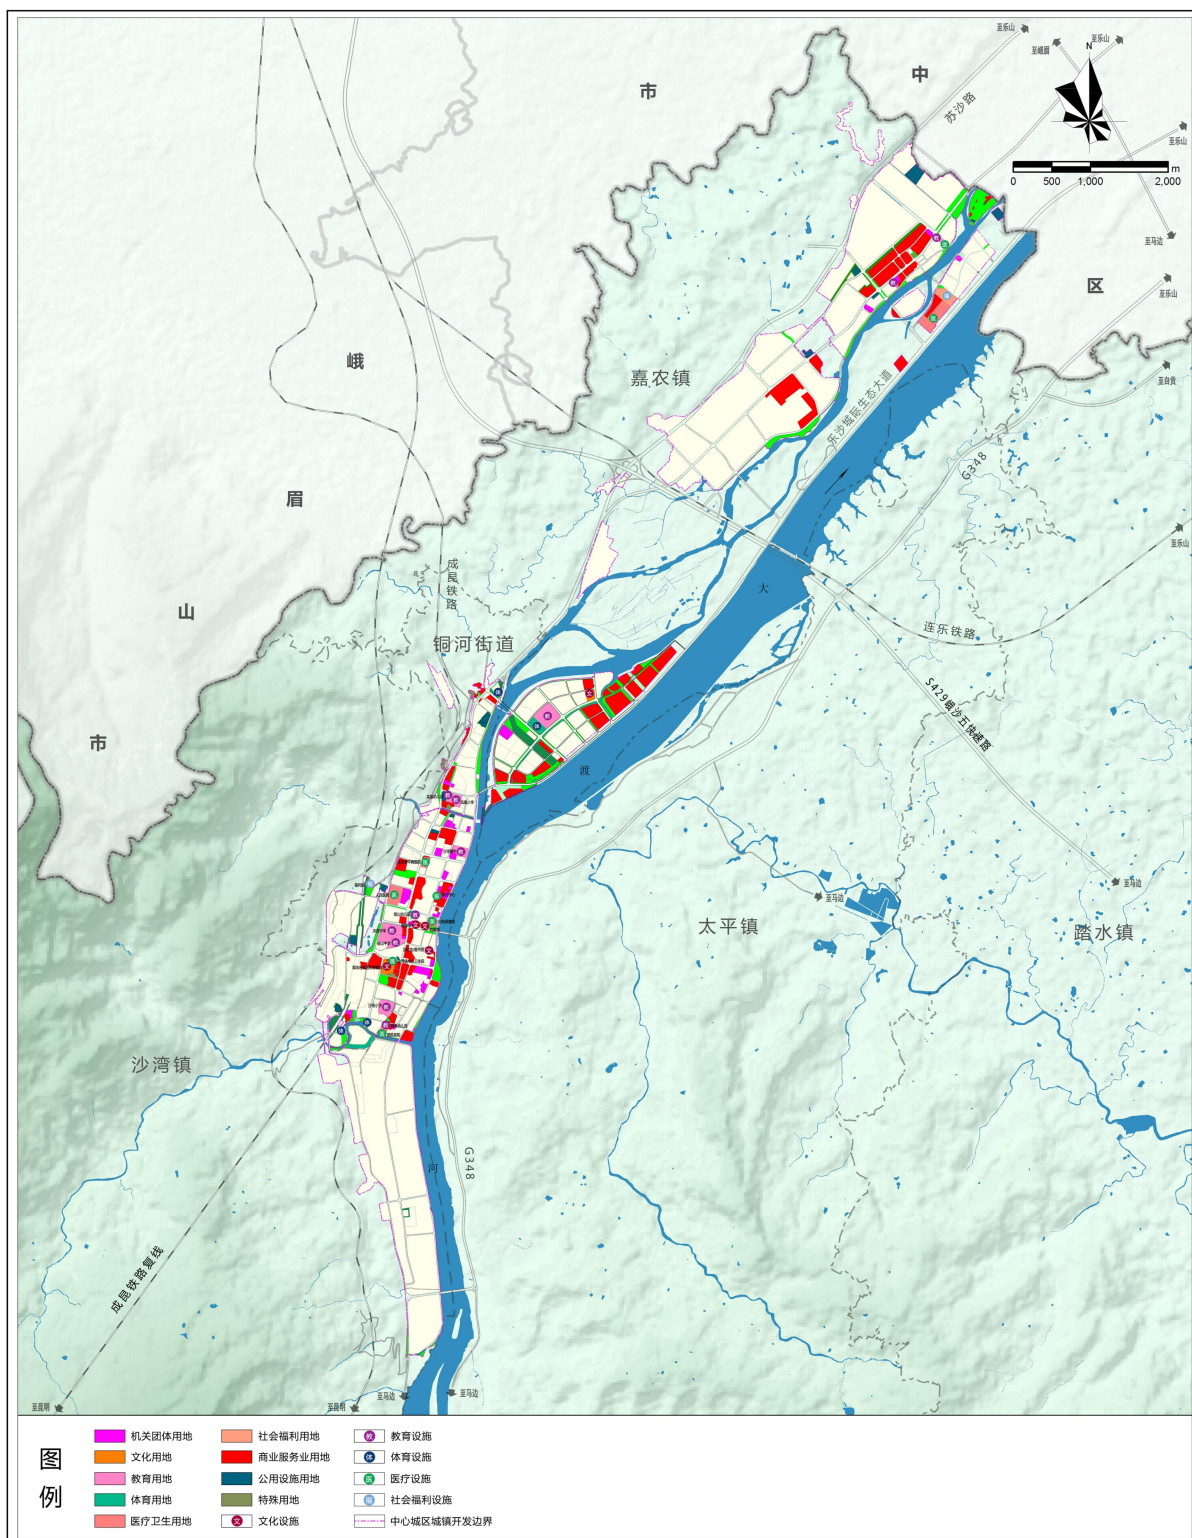 至乐山
至峨眉
至乐山
N
中
市
苏沙路
至乐山
0 500 1,000 2,000 m
至马边
区
至乐山
峨
嘉农镇
至自贡
乐沙城际生态大道
G348
眉
至乐山
成昆铁路
大
山
连乐铁路
铜河街道
S429峨沙五快速路
市
渡
至马边
至马边
太平镇
踏水镇
沙湾镇
G348
河
成昆铁路复线
至昆明
至昆明
至马边
至马边
图例
机关团体用地
社会福利用地
教 教育设施
文化用地
商业服务业用地
体 体育设施
教育用地
公用设施用地
医 医疗设施
体育用地
特殊用地
福 社会福利设施
医疗卫生用地
文 文化设施
中心城区城镇开发边界